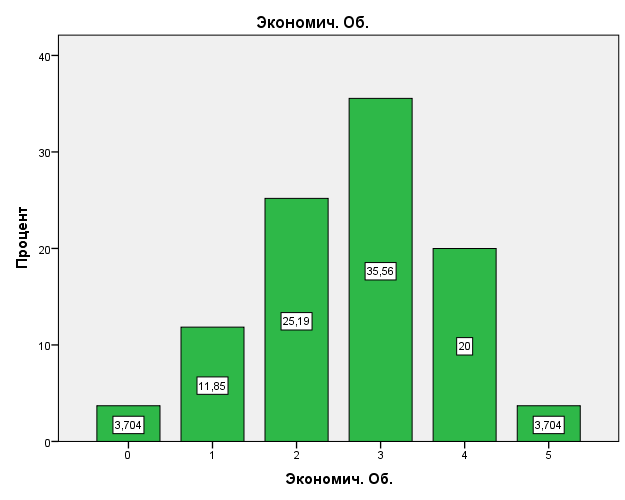 Экономич. Об.
40
30
20
10
0
Процент
3,704
11,85
25,19
35,56
20
3,704
0 1 2 3 4 5
Экономич. Об.